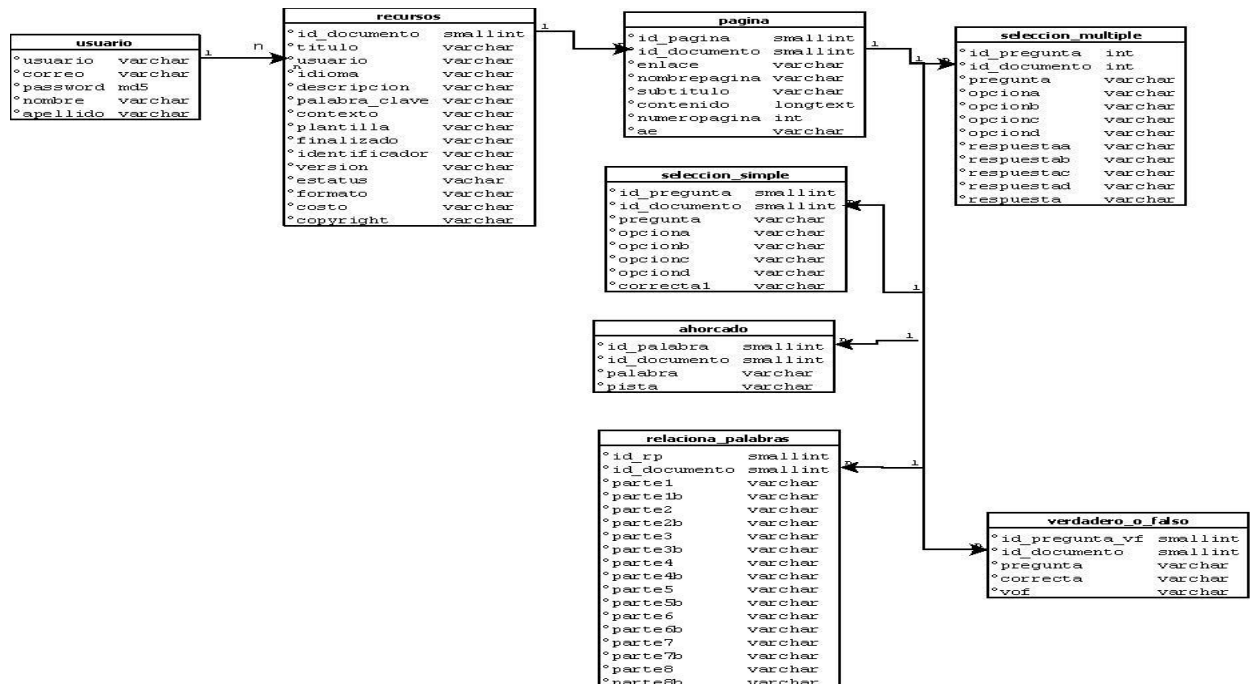 usuario
°usuario varchar
°correo varchar
°password md5
°nombre varchar
°apellido varchar
1
n
recursos
°id_documento smallint
°titulo varchar
°usuario varchar
°idioma varchar
°descripcion varchar
°palabra_clave varchar
°contexto varchar
°plantilla varchar
°finalizado varchar
°identificador varchar
°version varchar
°estatus vachar
°formato varchar
°costo varchar
°copyright varchar
1
n
pagina
°id_pagina smallint
°id_documento smallint
°enlace varchar
°nombrepagina varchar
°subtitulo varchar
°contenido longtext
°numeropagina int
°ae varchar
1
1
n
seleccion_multiple
°id_pregunta int
°id_documento int
°pregunta varchar
°opciona varchar
°opcionb varchar
°opcionc varchar
°opciond varchar
°respuestaa varchar
°respuestab varchar
°respuestac varchar
°respuestad varchar
°respuesta varchar
seleccion_simple
°id_pregunta smallint
°id_documento smallint
°pregunta varchar
°opciona varchar
°opcionb varchar
°opcionc varchar
°opciond varchar
°correcta1 varchar
n
1
ahorcado
°id_palabra smallint
°id_documento smallint
°palabra varchar
°pista varchar
n
1
relaciona_palabras
°id_rp smallint
°id_documento smallint
°parte1 varchar
°parte1b varchar
°parte2 varchar
°parte2b varchar
°parte3 varchar
°parte3b varchar
°parte4 varchar
°parte4b varchar
°parte5 varchar
°parte5b varchar
°parte6 varchar
°parte6b varchar
°parte7 varchar
°parte7b varchar
°parte8 varchar
°parte8b varchar
n
1
verdadero_o_falso
°id_pregunta_vf smallint
°id_documento smallint
°pregunta varchar
°correcta varchar
°vof varchar
n